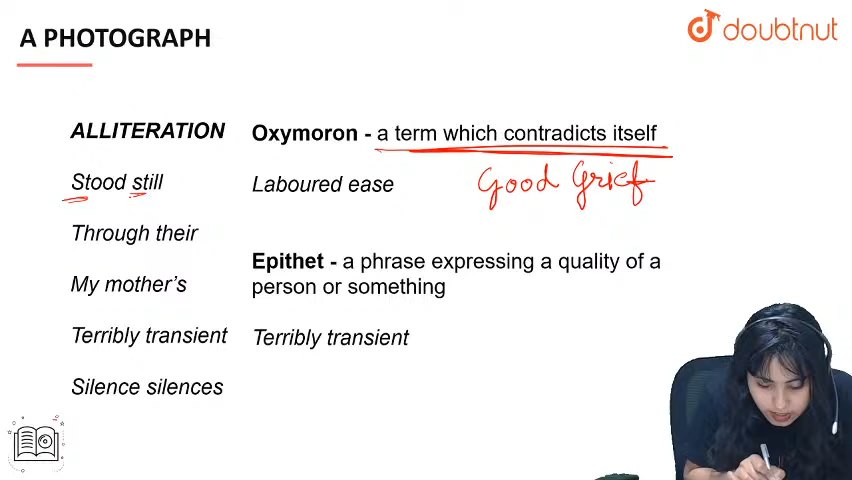 A PHOTOGRAPH
doubtnut
ALLITERATION
Stood still
Through their
My mother's
Terribly transient
Silence silences
Oxymoron - a term which contradicts itself
Laboured ease
Good Grief
Epithet - a phrase expressing a quality of a
person or something
Terribly transient